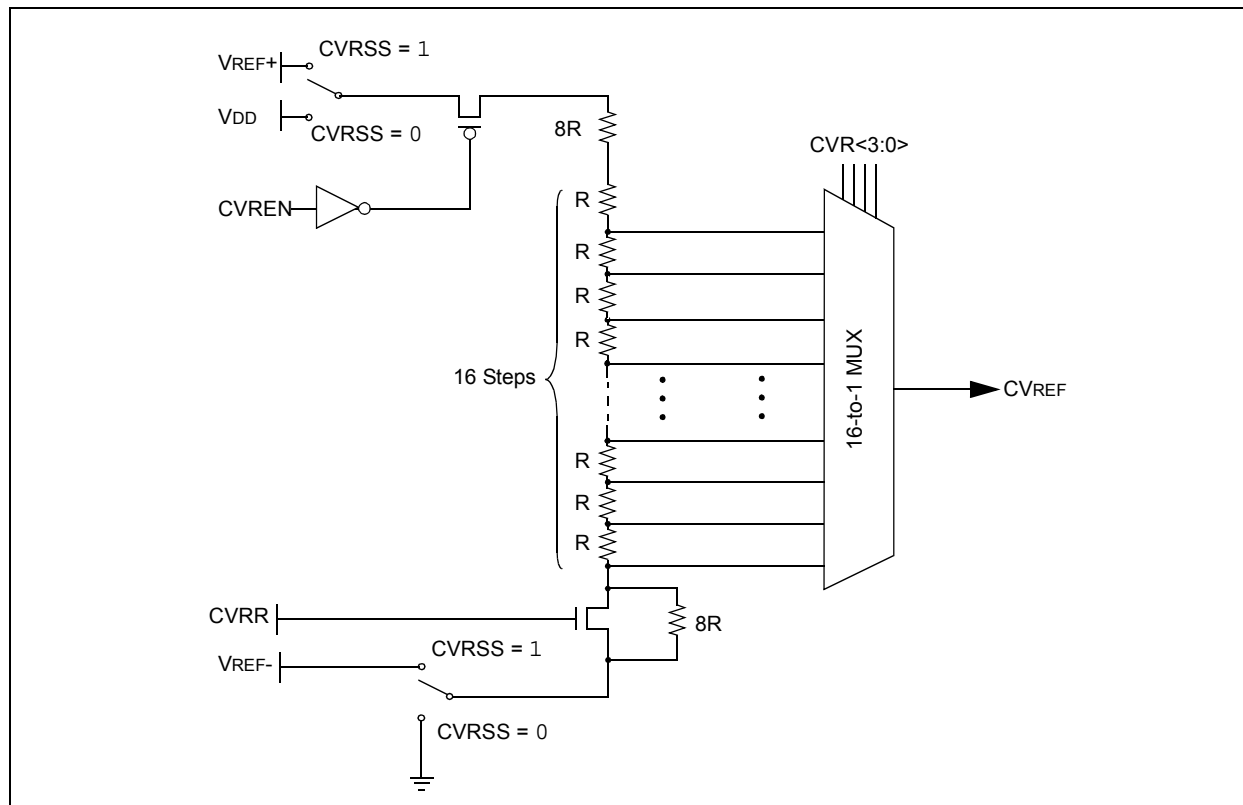 CVRSS = 1
VREF+
VDD
CVRSS = 0
8R
CVR<3:0>
CVREN
R
R
R
R
16 Steps
16-to-1 MUX
CVREF
R
R
R
CVRR
8R
CVRSS = 1
VREF-
CVRSS = 0